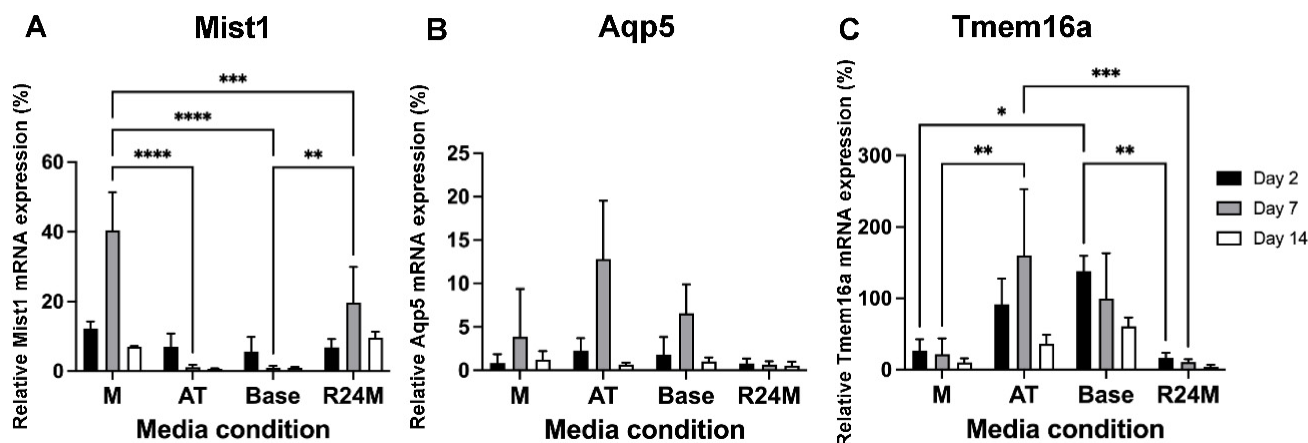 A Mist1
Relative Mist1 mRNA expression (%)
60
40
20
0
***
****
****
**
M AT Base R24M
Media condition
B Aqp5
Relative Aqp5 mRNA expression (%)
25
20
15
10
5
0
M AT Base R24M
Media condition
C Tmem16a
Relative Tmem16a mRNA expression (%)
300
200
100
0
***
*
**
**
M AT Base R24M
Media condition
Day 2
Day 7
Day 14